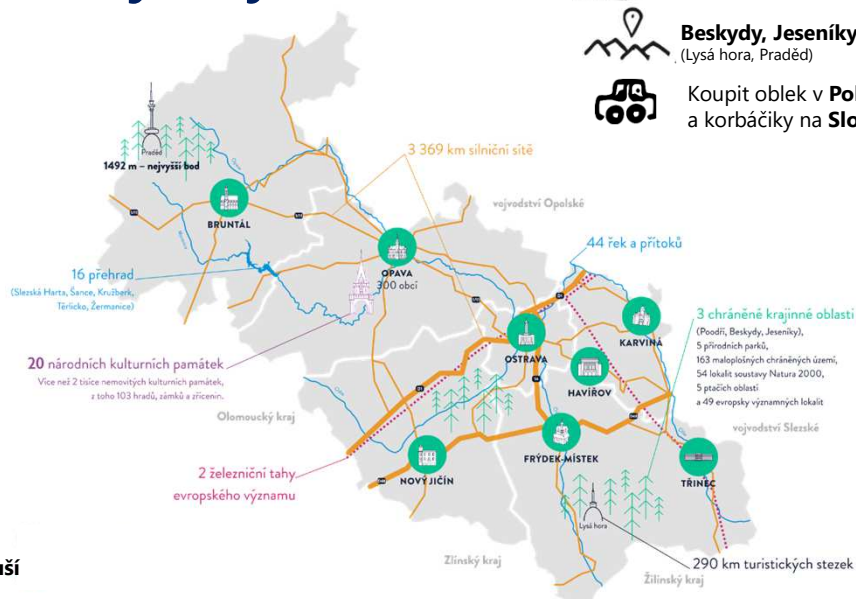 Beskydy, Jeseníky
(Lysá hora, Praděd)
Koupit oblek v
a korbáčiky na
Praděd
1492 m – nejvyšší bod
3 369 km silniční sítě
vojvodství Opolské
BRUNTÁL
44 řek a přítoků
16 přehrad
(Slezská Harta, Šance, Kružberk,
Těrlicko, Žermanice)
OPAVA
300 obcí
3 chráněné krajinné oblasti
(Poodří, Beskydy, Jeseníky),
5 přírodních parků,
163 maloplošných chráněných území,
54 lokalit soustavy Natura 2000,
5 ptačích oblastí
a 49 evropsky významných lokalit
KARVINÁ
OSTRAVA
HAVÍŘOV
20 národních kulturních památek
Více než 2 tisíce nemovitých kulturních památek,
z toho 103 hradů, zámků a zřícenin.
Olomoucký kraj
vojvodství Slezské
FRÝDEK-MÍSTEK
NOVÝ JIČÍN
TŘINEC
2 železniční tahy
evropského významu
Lysá hora
Zlínský kraj
290 km turistických stezek
Žilinský kraj